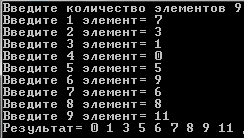 Введите количество элементов 9
Введите 1 элемент= 7
Введите 2 элемент= 3
Введите 3 элемент= 1
Введите 4 элемент= 0
Введите 5 элемент= 5
Введите 6 элемент= 9
Введите 7 элемент= 6
Введите 8 элемент= 8
Введите 9 элемент= 11
Результат= 0 1 3 5 6 7 8 9 11